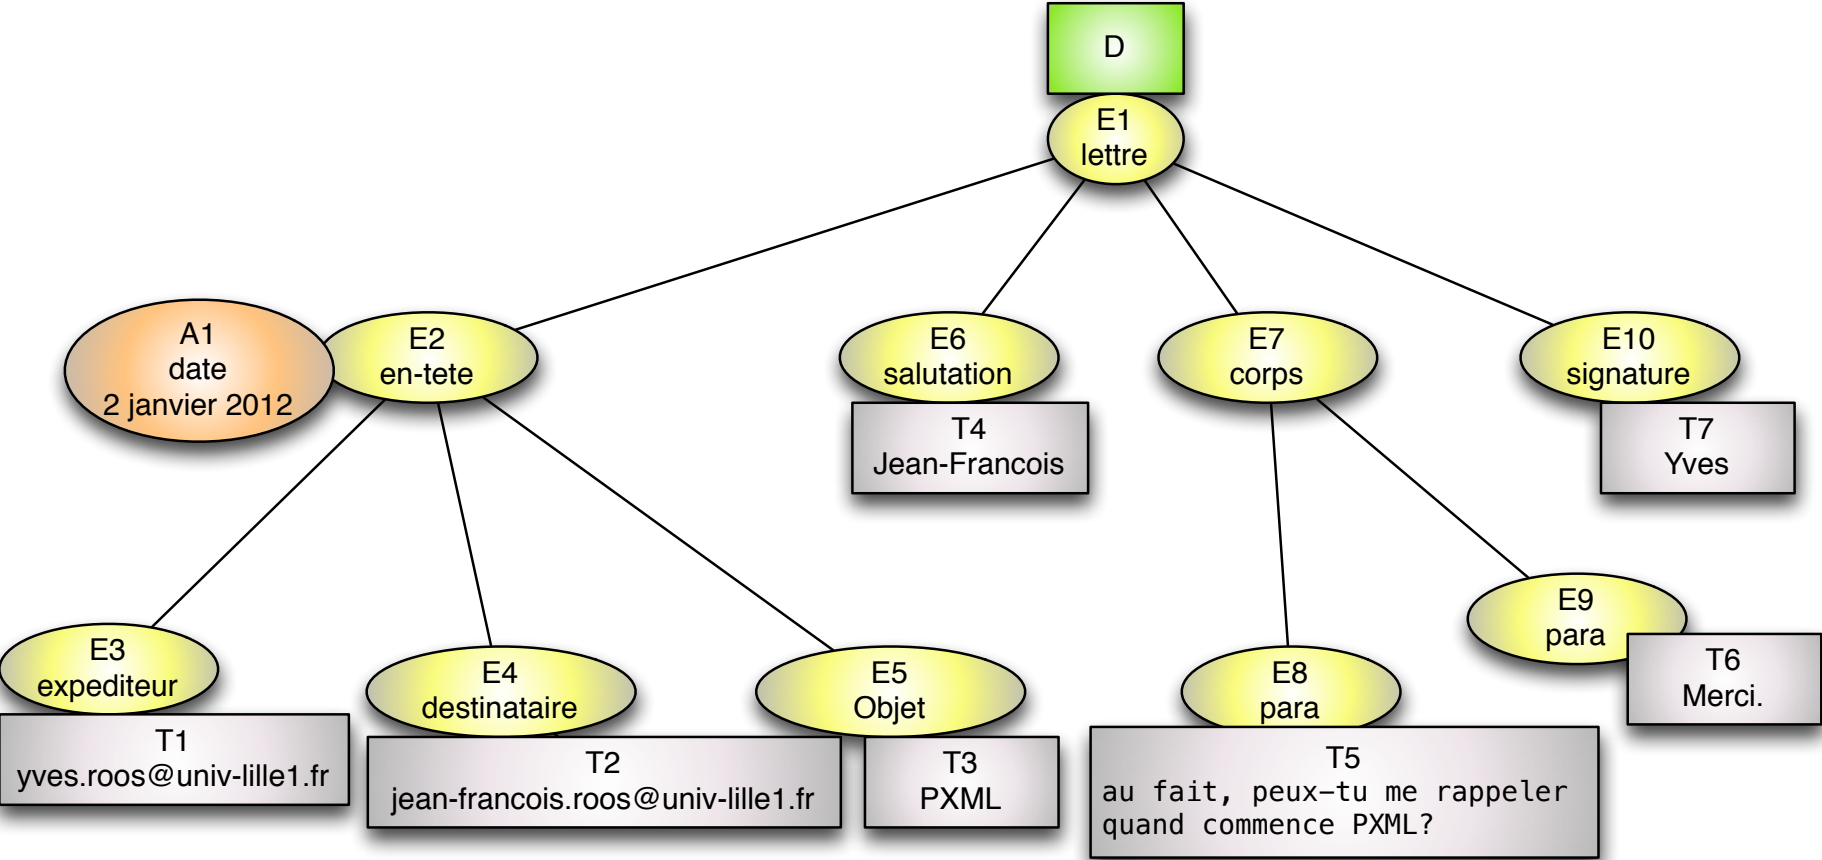 D
E1
lettre
A1
date
2 janvier 2012
E2
en-tete
E6
salutation
T4
Jean-Francois
E7
corps
E10
signature
T7
Yves
E3
expediteur
T1
yves.roos@univ-lille1.fr
E4
destinataire
T2
jean-francois.roos@univ-lille1.fr
E5
Objet
T3
PXML
E8
para
T5
au fait, peux-tu me rappeler
quand commence PXML?
E9
para
T6
Merci.